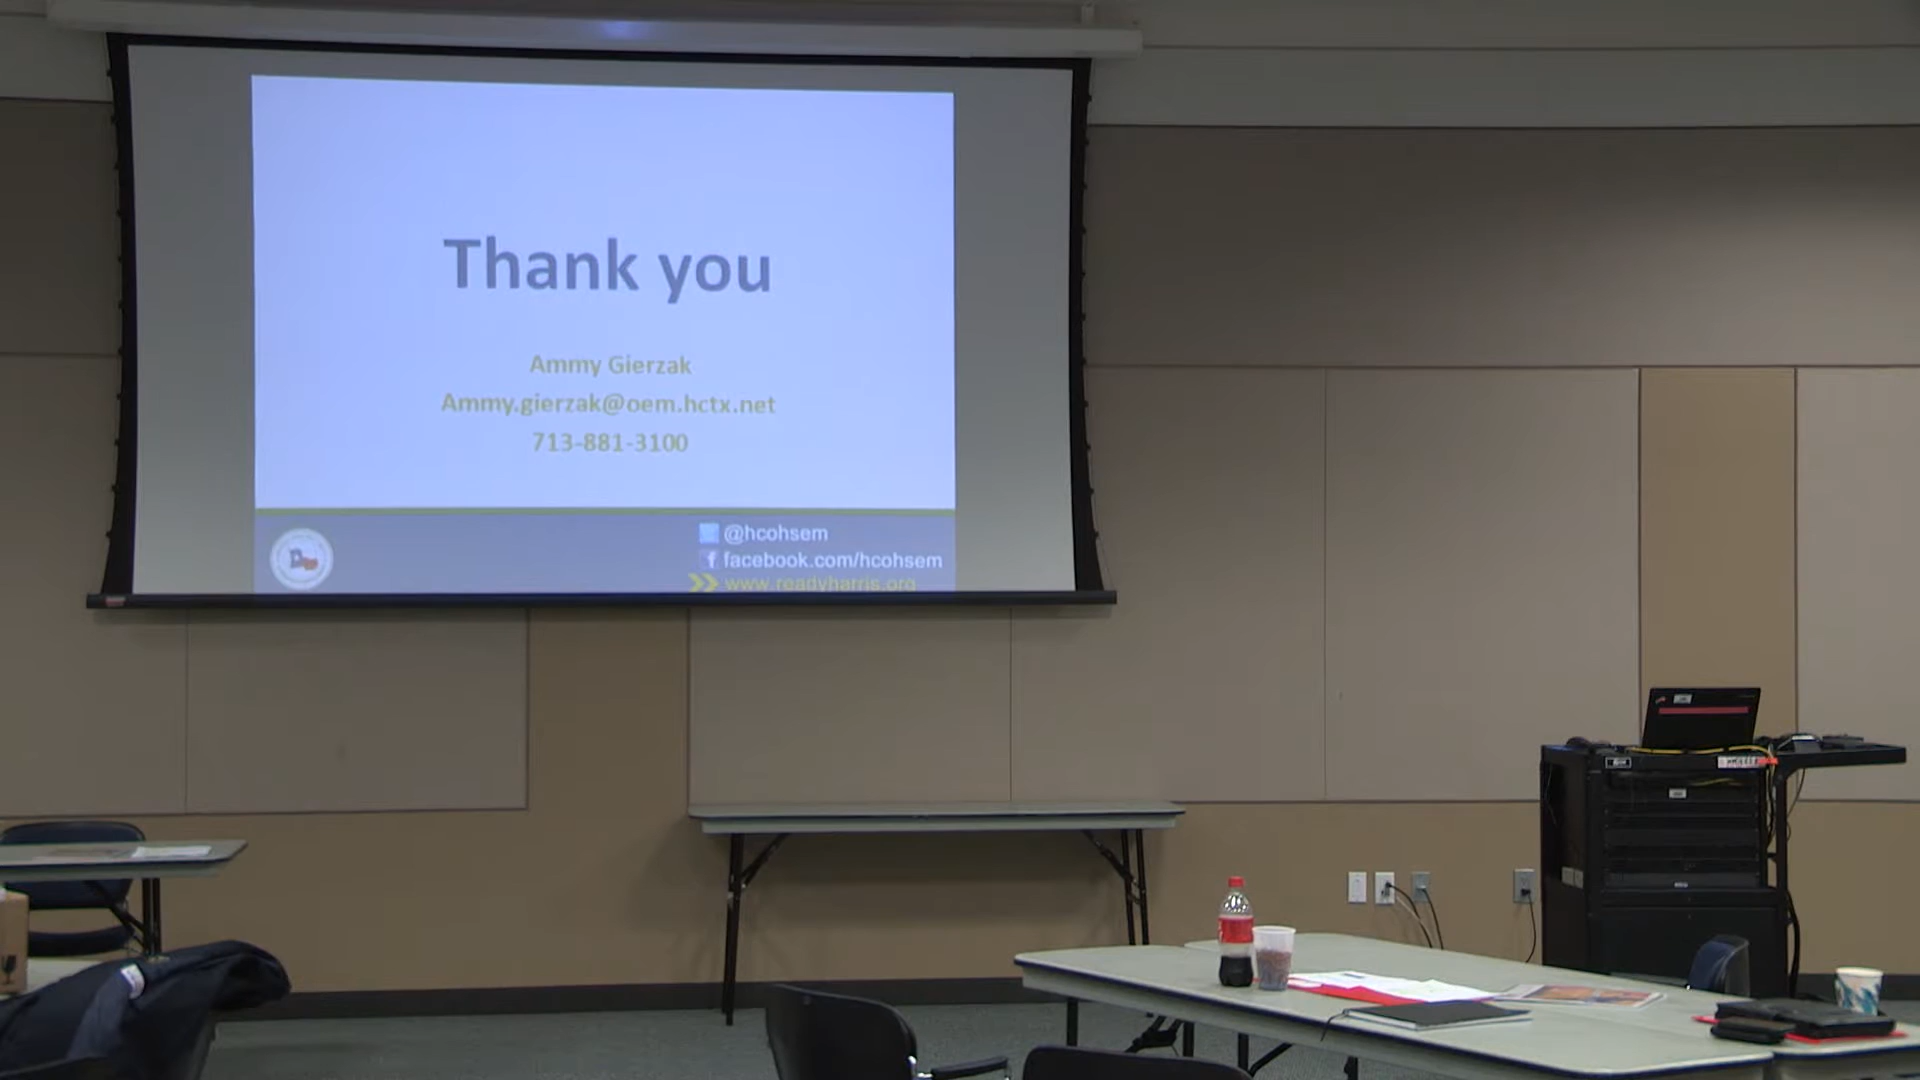 Thank you
Ammy Gierzak
Ammy.gierzak@oem.hctx.net
713-881-3100
@hcohsem
facebook.com/hcohsem
www.readyharris.org